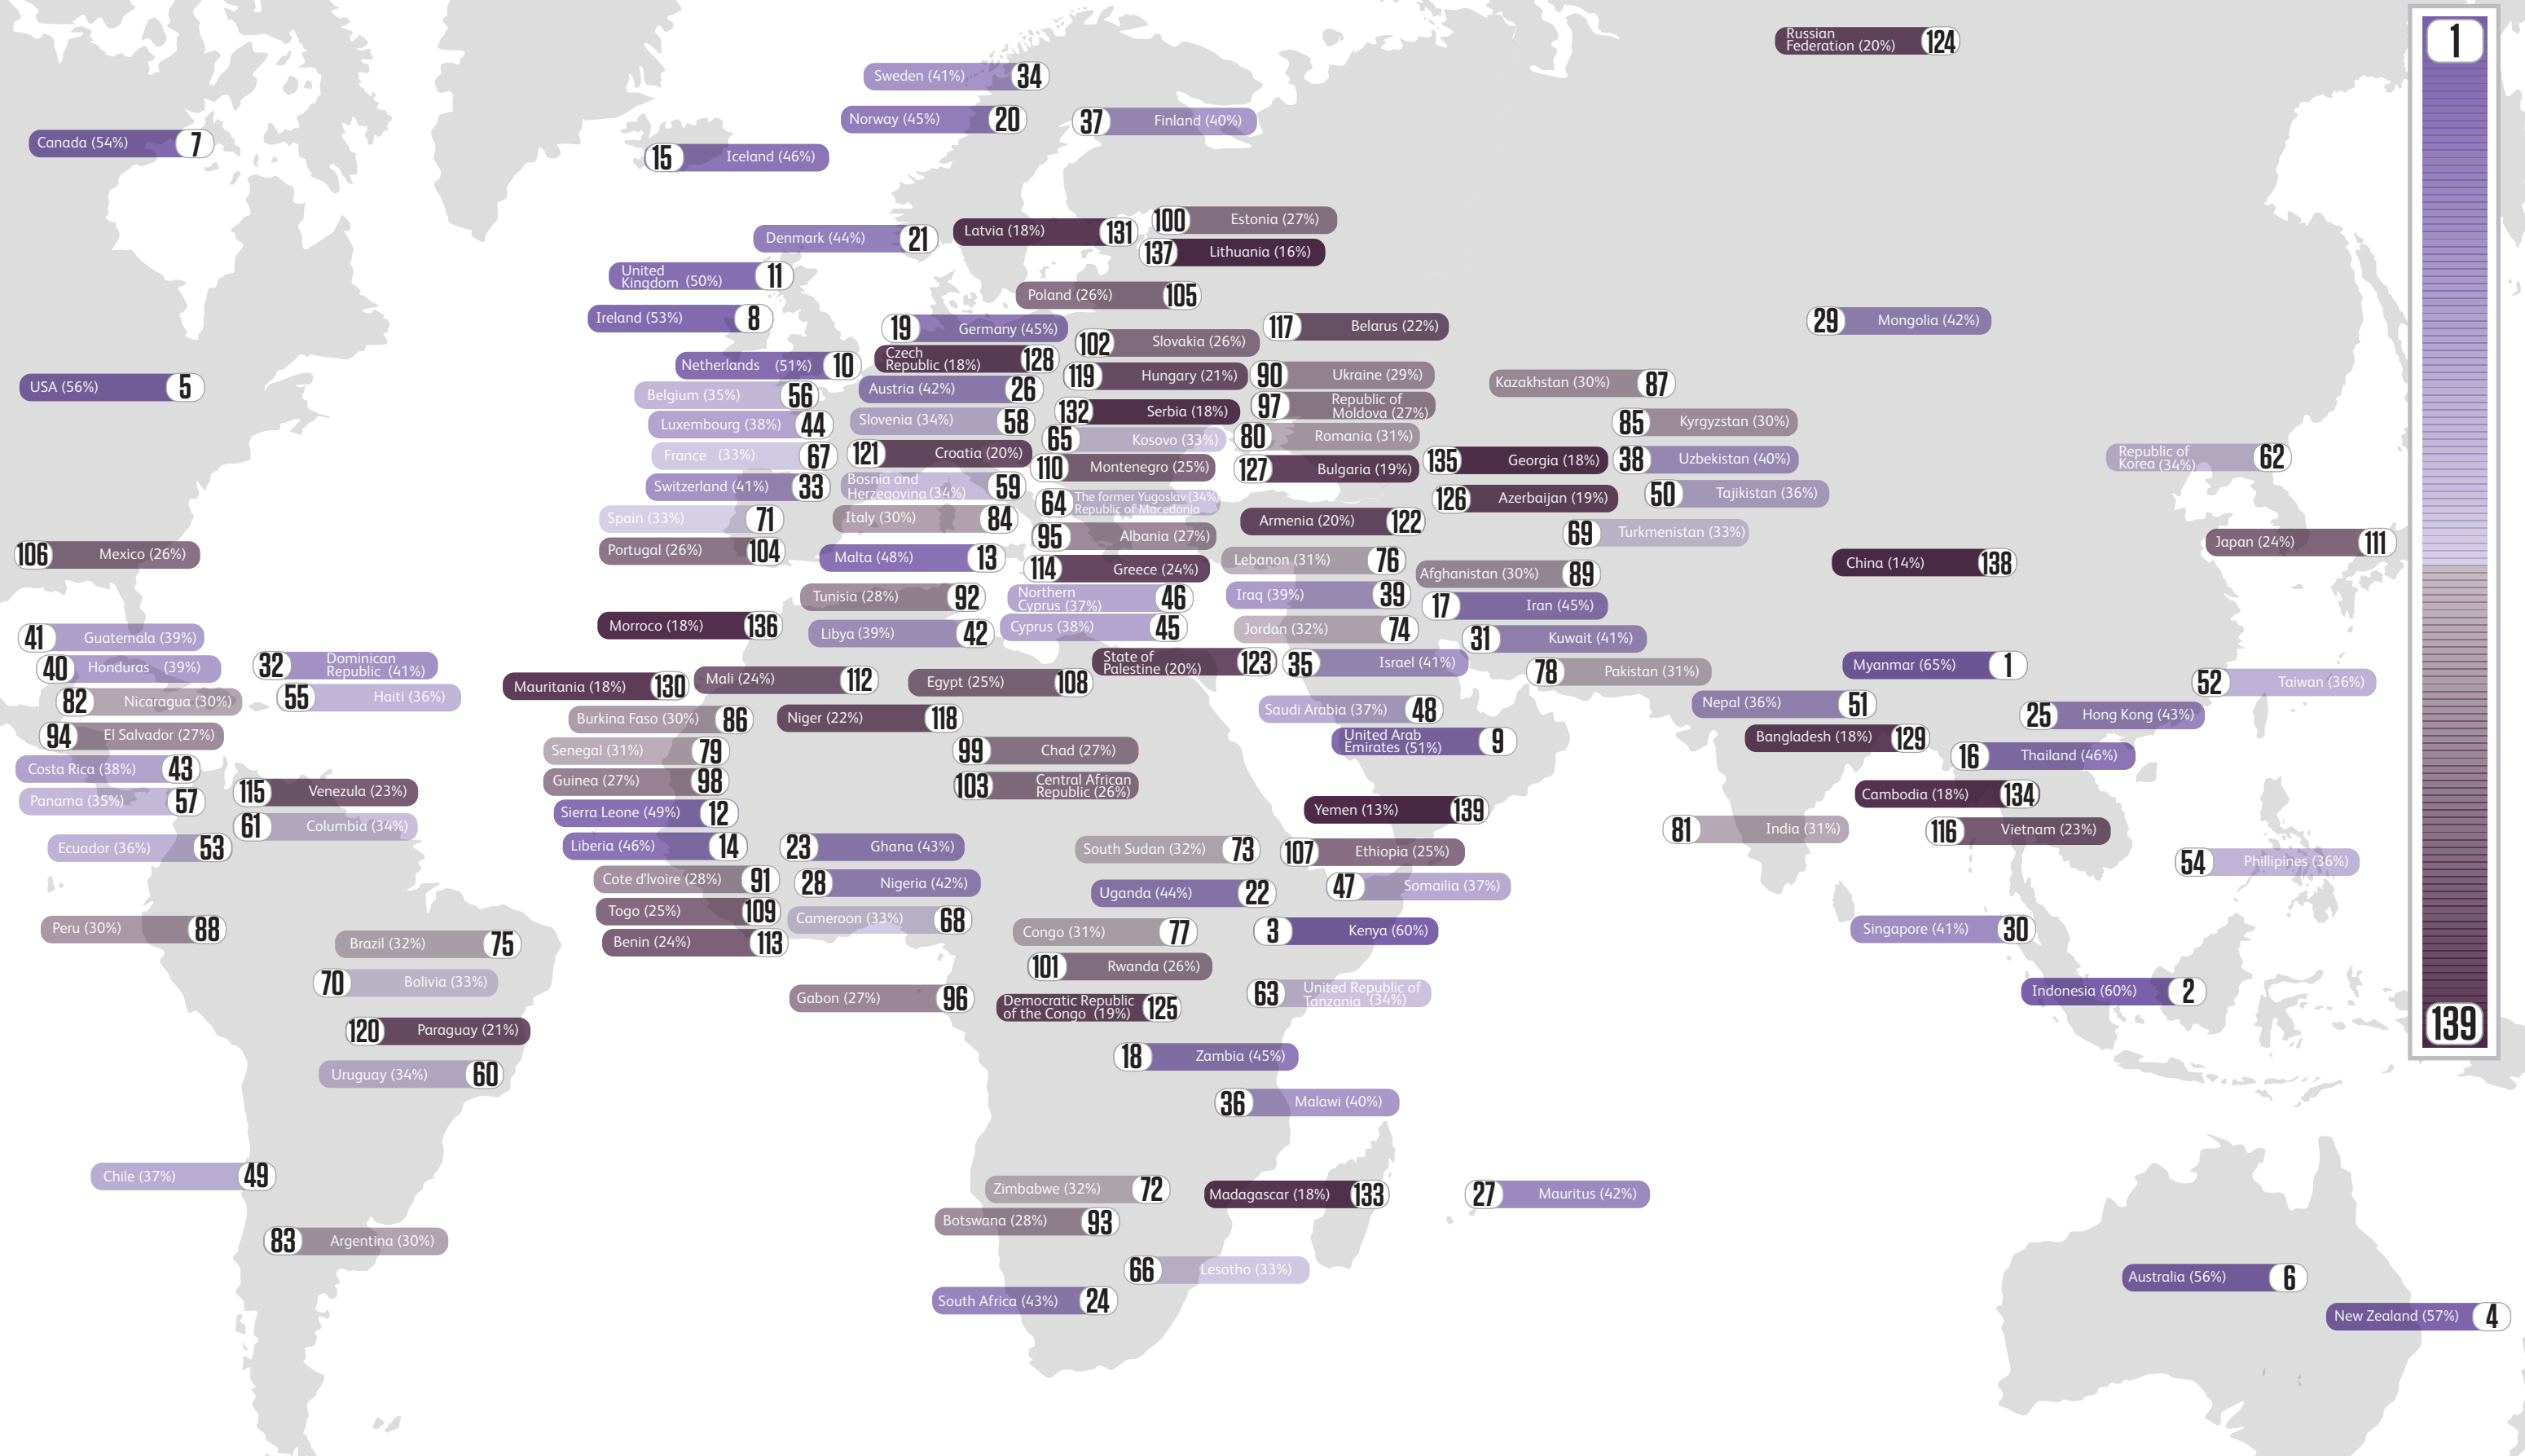 Russian
Federation (20%) 124
1
Sweden (41%) 34
Norway (45%) 20
37 Finland (40%)
Canada (54%) 7
15 Iceland (46%)
100 Estonia (27%)
Latvia (18%) 131
Denmark (44%) 21
137 Lithuania (16%)
United
Kingdom (50%) 11
Poland (26%) 105
Ireland (53%) 8
19 Germany (45%)
117 Belarus (22%)
29 Mongolia (42%)
102 Slovakia (26%)
Czech
Republic (18%) 128
Netherlands (51%) 10
119 Hungary (21%)
90 Ukraine (29%)
Kazakhstan (30%) 87
USA (56%) 5
Belgium (35%) 56
Austria (42%) 26
132 Serbia (18%)
97 Republic of
Moldova (27%)
Luxembourg (38%) 44
Slovenia (34%) 58
65 Kosovo (33%)
80 Romania (31%)
85 Kyrgyzstan (30%)
France (33%) 67
121 Croatia (20%)
110 Montenegro (25%)
127 Bulgaria (19%)
135 Georgia (18%)
38 Uzbekistan (40%)
Republic of
Korea (34%) 62
Switzerland (41%) 33
Bosnia and
Herzegovina (34%) 59
64 The former Yugoslav (34%)
Republic of Macedonia
126 Azerbaijan (19%)
50 Tajikistan (36%)
Spain (33%) 71
Italy (30%) 84
95 Albania (27%)
Armenia (20%) 122
69 Turkmenistan (33%)
Japan (24%) 111
106 Mexico (26%)
Portugal (26%) 104
Malta (48%) 13
114 Greece (24%)
Lebanon (31%) 76
Afghanistan (30%) 89
China (14%) 138
Tunisia (28%) 92
Northern
Cyprus (37%) 46
Iraq (39%) 39
17 Iran (45%)
Morroco (18%) 136
Libya (39%) 42
Cyprus (38%) 45
Jordan (32%) 74
31 Kuwait (41%)
41 Guatemala (39%)
40 Honduras (39%)
32 Dominican
Republic (41%)
State of
Palestine (20%) 123
35 Israel (41%)
78 Pakistan (31%)
Myanmar (65%) 1
52 Taiwan (36%)
82 Nicaragua (30%)
55 Haiti (36%)
Mauritania (18%) 130
Mali (24%) 112
Egypt (25%) 108
Saudi Arabia (37%) 48
Nepal (36%) 51
25 Hong Kong (43%)
94 El Salvador (27%)
Burkina Faso (30%) 86
Niger (22%) 118
United Arab
Emirates (51%) 9
Bangladesh (18%) 129
16 Thailand (46%)
Costa Rica (38%) 43
Senegal (31%) 79
99 Chad (27%)
Panama (35%) 57
115 Venezula (23%)
Guinea (27%) 98
103 Central African
Republic (26%)
Cambodia (18%) 134
61 Columbia (34%)
Sierra Leone (49%) 12
Yemen (13%) 139
81 India (31%)
116 Vietnam (23%)
Ecuador (36%) 53
Liberia (46%) 14
23 Ghana (43%)
South Sudan (32%) 73
107 Ethiopia (25%)
54 Phillipines (36%)
Cote d'Ivoire (28%) 91
28 Nigeria (42%)
Uganda (44%) 22
47 Somailia (37%)
Peru (30%) 88
Togo (25%) 109
Cameroon (33%) 68
Congo (31%) 77
3 Kenya (60%)
Singapore (41%) 30
Brazil (32%) 75
Benin (24%) 113
101 Rwanda (26%)
70 Bolivia (33%)
Gabon (27%) 96
Democratic Republic
of the Congo (19%) 125
63 United Republic of
Tanzania (34%)
Indonesia (60%) 2
139
120 Paraguay (21%)
18 Zambia (45%)
Uruguay (34%) 60
36 Malawi (40%)
Chile (37%) 49
Zimbabwe (32%) 72
Madagascar (18%) 133
27 Mauritus (42%)
83 Argentina (30%)
Botswana (28%) 93
66 Lesotho (33%)
Australia (56%) 6
South Africa (43%) 24
New Zealand (57%) 4